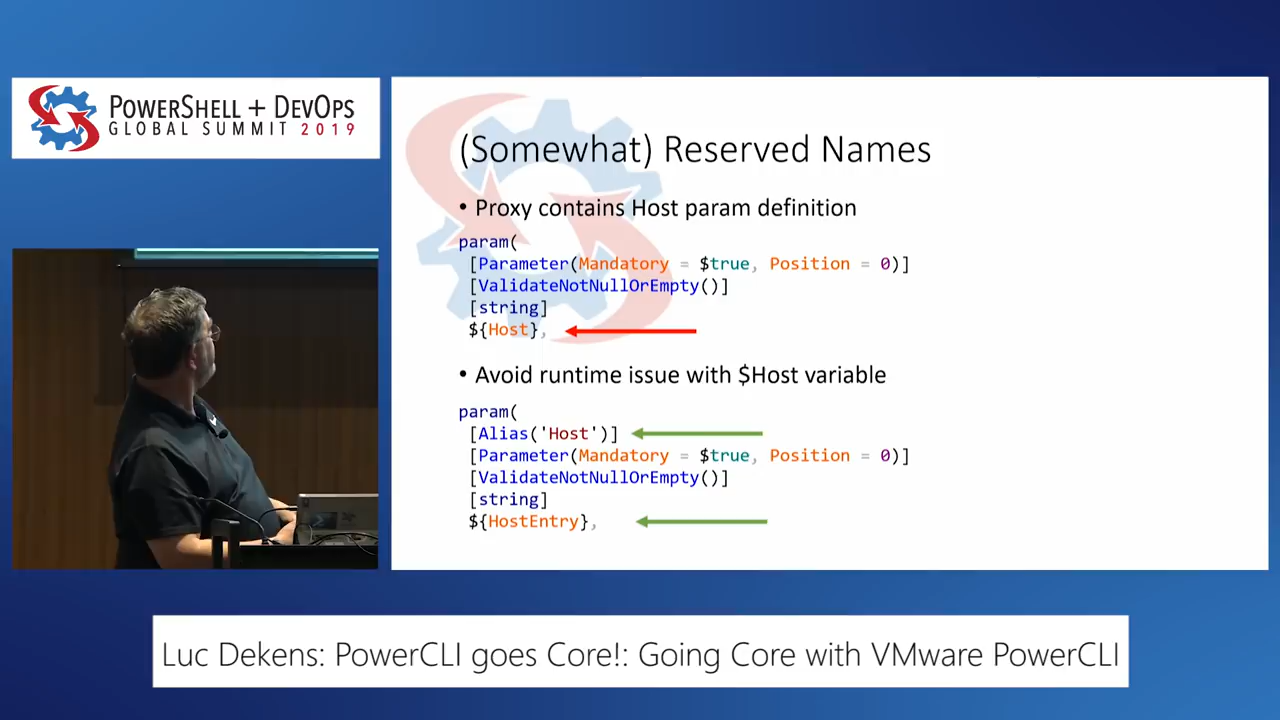 POWERSHELL + DEVOPS
GLOBAL SUMMIT 2019
(Somewhat) Reserved Names
• Proxy contains Host param definition
param(
[Parameter(Mandatory = $true, Position = 0)]
[ValidateNotNullOrEmpty()]
[string]
${Host},
• Avoid runtime issue with $Host variable
param(
[Alias('Host')]
[Parameter(Mandatory = $true, Position = 0)]
[ValidateNotNullOrEmpty()]
[string]
${HostEntry},
Luc Dekens: PowerCLI goes Core!: Going Core with VMware PowerCLI